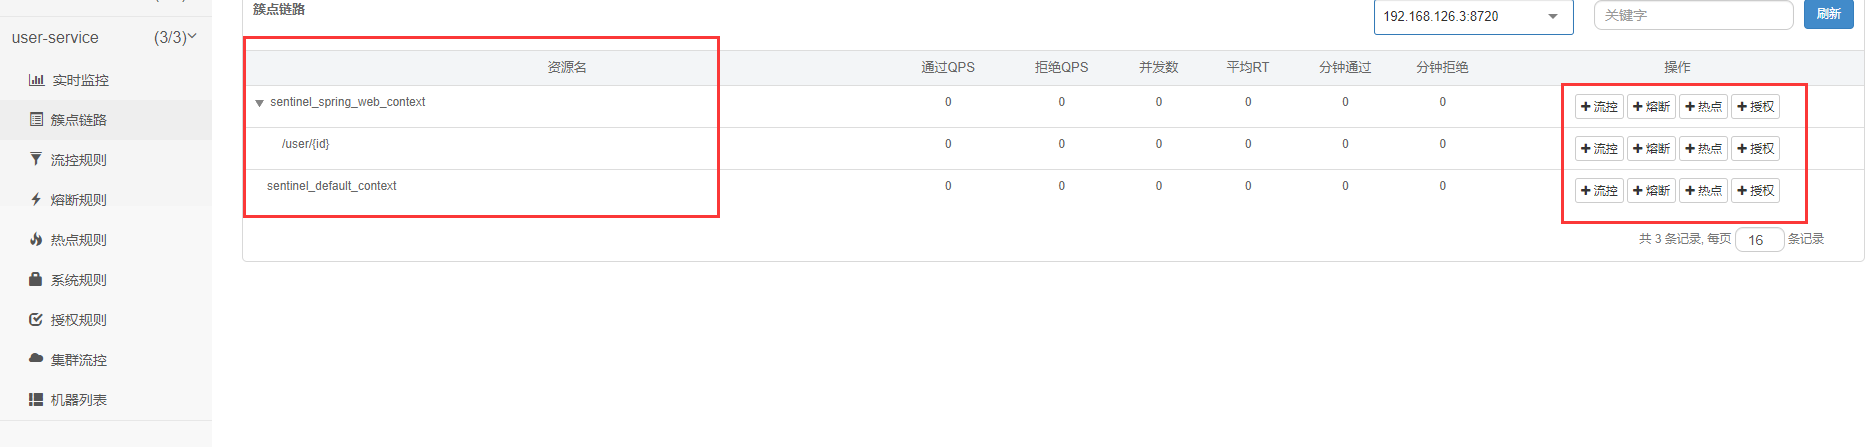 user-service (3/3)
实时监控
簇点链路
流控规则
熔断规则
热点规则
系统规则
授权规则
集群流控
机器列表
簇点链路 192.168.126.3:8720 关键字 刷新
资源名 通过QPS 拒绝QPS 并发数 平均RT 分钟通过 分钟拒绝 操作
sentinel_spring_web_context 0 0 0 0 0 0 流控 熔断 热点 授权
/user/{id} 0 0 0 0 0 0 流控 熔断 热点 授权
sentinel_default_context 0 0 0 0 0 0 流控 熔断 热点 授权
共 3 条记录, 每页 16 条记录